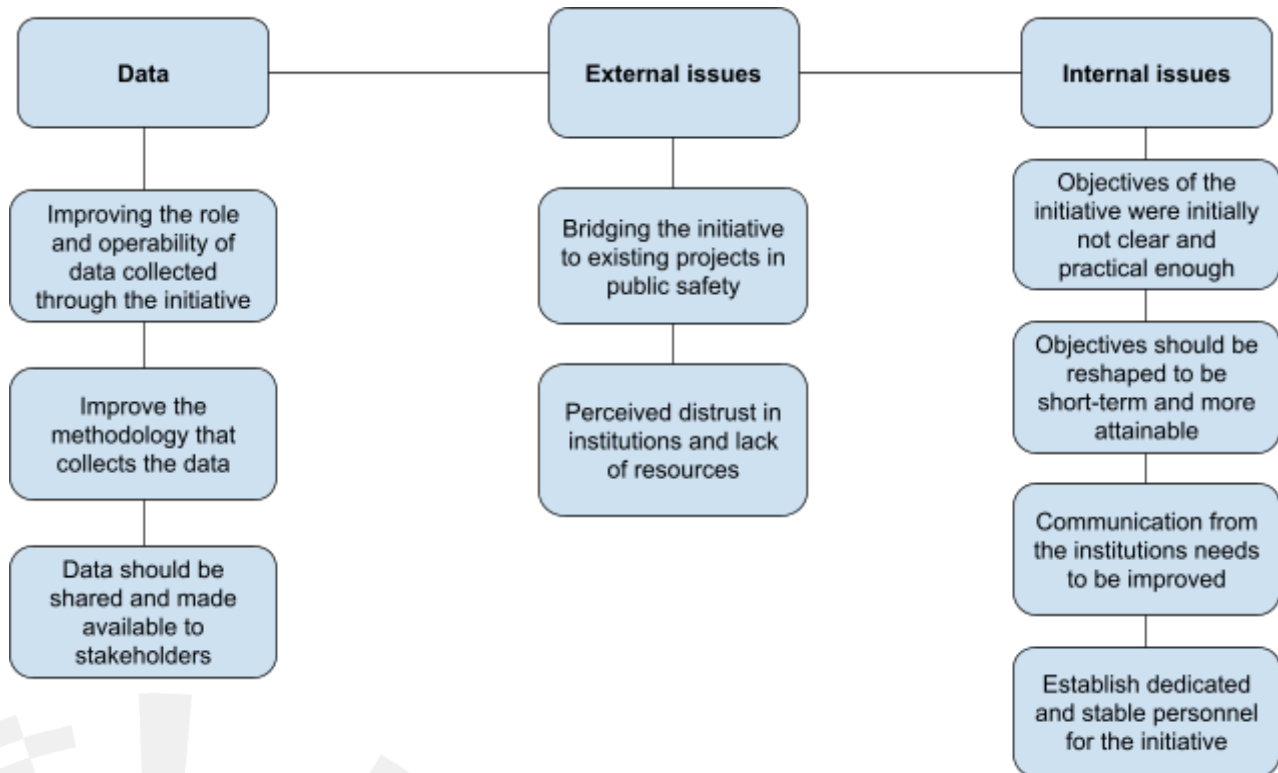 Data
External issues
Internal issues
Improving the role
and operability of
data collected
through the initiative
Improve the
methodology that
collects the data
Data should be
shared and made
available to
stakeholders
Bridging the initiative
to existing projects in
public safety
Perceived distrust in
institutions and lack
of resources
Objectives of the
initiative were initially
not clear and
practical enough
Objectives should be
reshaped to be
short-term and more
attainable
Communication from
the institutions needs
to be improved
Establish dedicated
and stable personnel
for the initiative